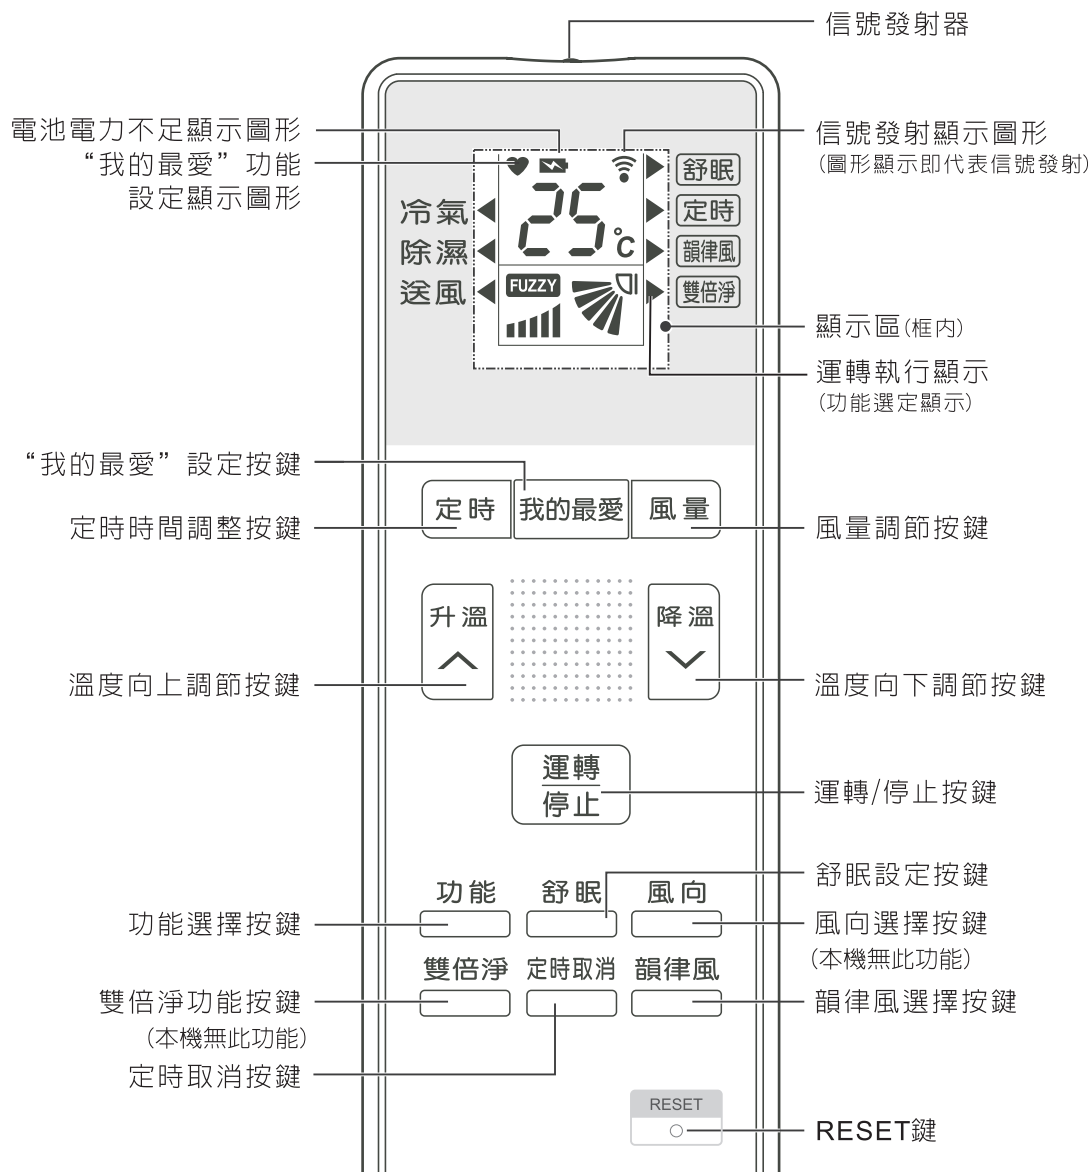 信號發射器
電池電力不足顯示圖形
“我的最愛”功能
設定顯示圖形
信號發射顯示圖形
(圖形顯示即代表信號發射)
冷氣
除濕
送風
25°C
FUZZY
舒眠
定時
韻律風
雙倍淨
顯示區(框內)
運轉執行顯示
(功能選定顯示)
“我的最愛”設定按鍵
定時時間調整按鍵
定時
我的最愛
風量
風量調節按鍵
升溫
降溫
溫度向上調節按鍵
溫度向下調節按鍵
運轉
停止
運轉/停止按鍵
舒眠設定按鍵
功能
舒眠
風向
功能選擇按鍵
風向選擇按鍵
(本機無此功能)
雙倍淨
定時取消
韻律風
雙倍淨功能按鍵
(本機無此功能)
韻律風選擇按鍵
定時取消按鍵
RESET
RESET鍵